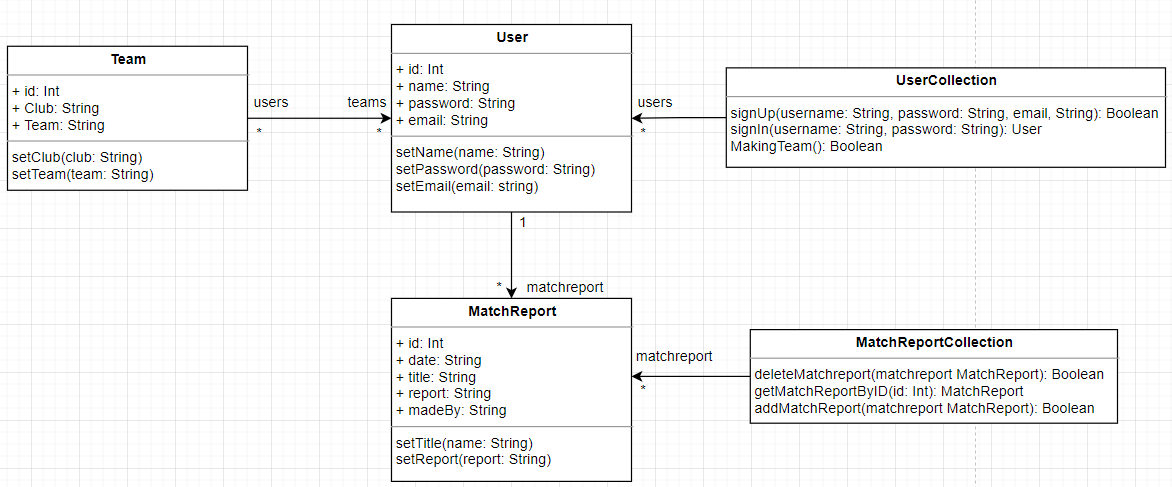 Team
+ id: Int
+ Club: String
+ Team: String
setClub(club: String)
setTeam(team: String)
users
*
teams
*
User
+ id: Int
+ name: String
+ password: String
+ email: String
setName(name: String)
setPassword(password: String)
setEmail(email: string)
users
*
UserCollection
signUp(username: String, password: String, email, String): Boolean
signIn(username: String, password: String): User
MakingTeam(): Boolean
1
* matchreport
MatchReport
+ id: Int
+ date: String
+ title: String
+ report: String
+ madeBy: String
setTitle(name: String)
setReport(report: String)
matchreport
*
MatchReportCollection
deleteMatchreport(matchreport MatchReport): Boolean
getMatchReportByID(id: Int): MatchReport
addMatchReport(matchreport MatchReport): Boolean